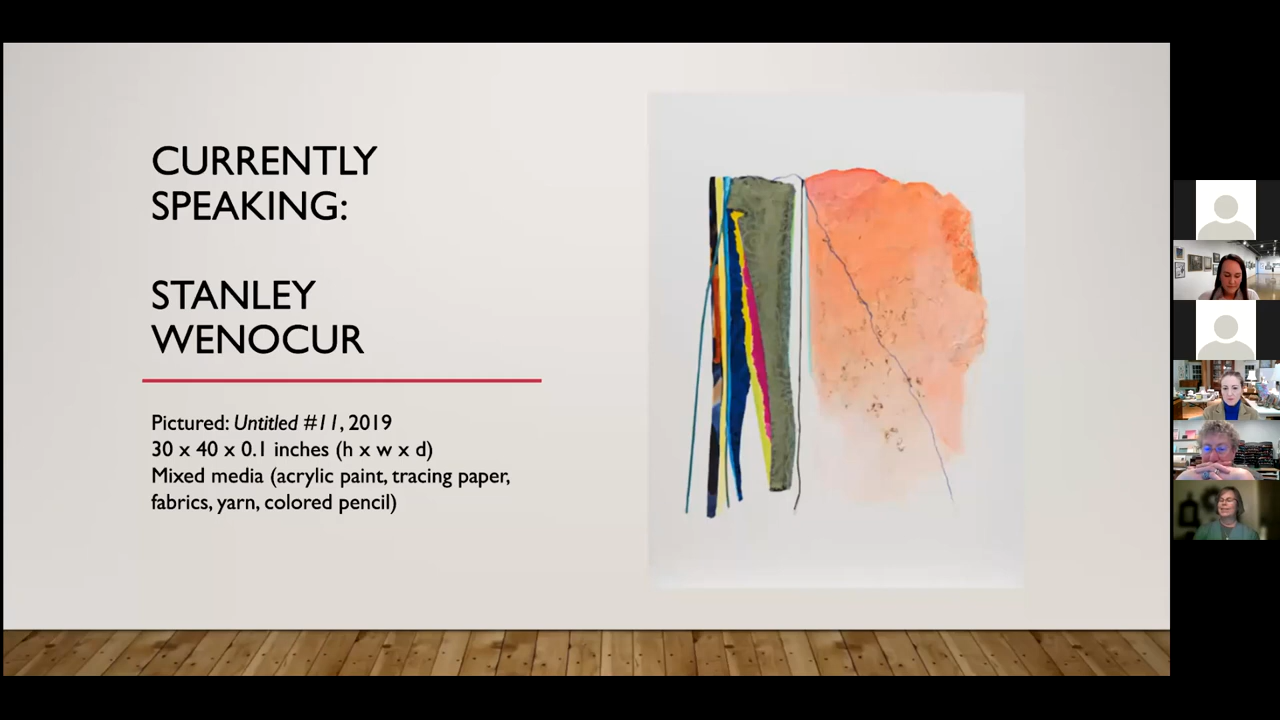 CURRENTLY
SPEAKING:
STANLEY
WENOCUR
Pictured: Untitled #11, 2019
30 x 40 x 0.1 inches (h x w x d)
Mixed media (acrylic paint, tracing paper,
fabrics, yarn, colored pencil)